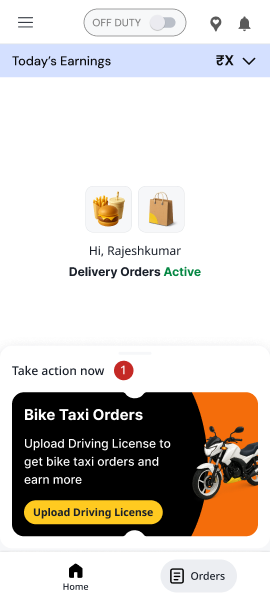 OFF DUTY
Today's Earnings
₹X
Hi, Rajeshkumar
Delivery Orders Active
Take action now
1
Bike Taxi Orders
Upload Driving License to
get bike taxi orders and
earn more
Upload Driving License
Home
Orders